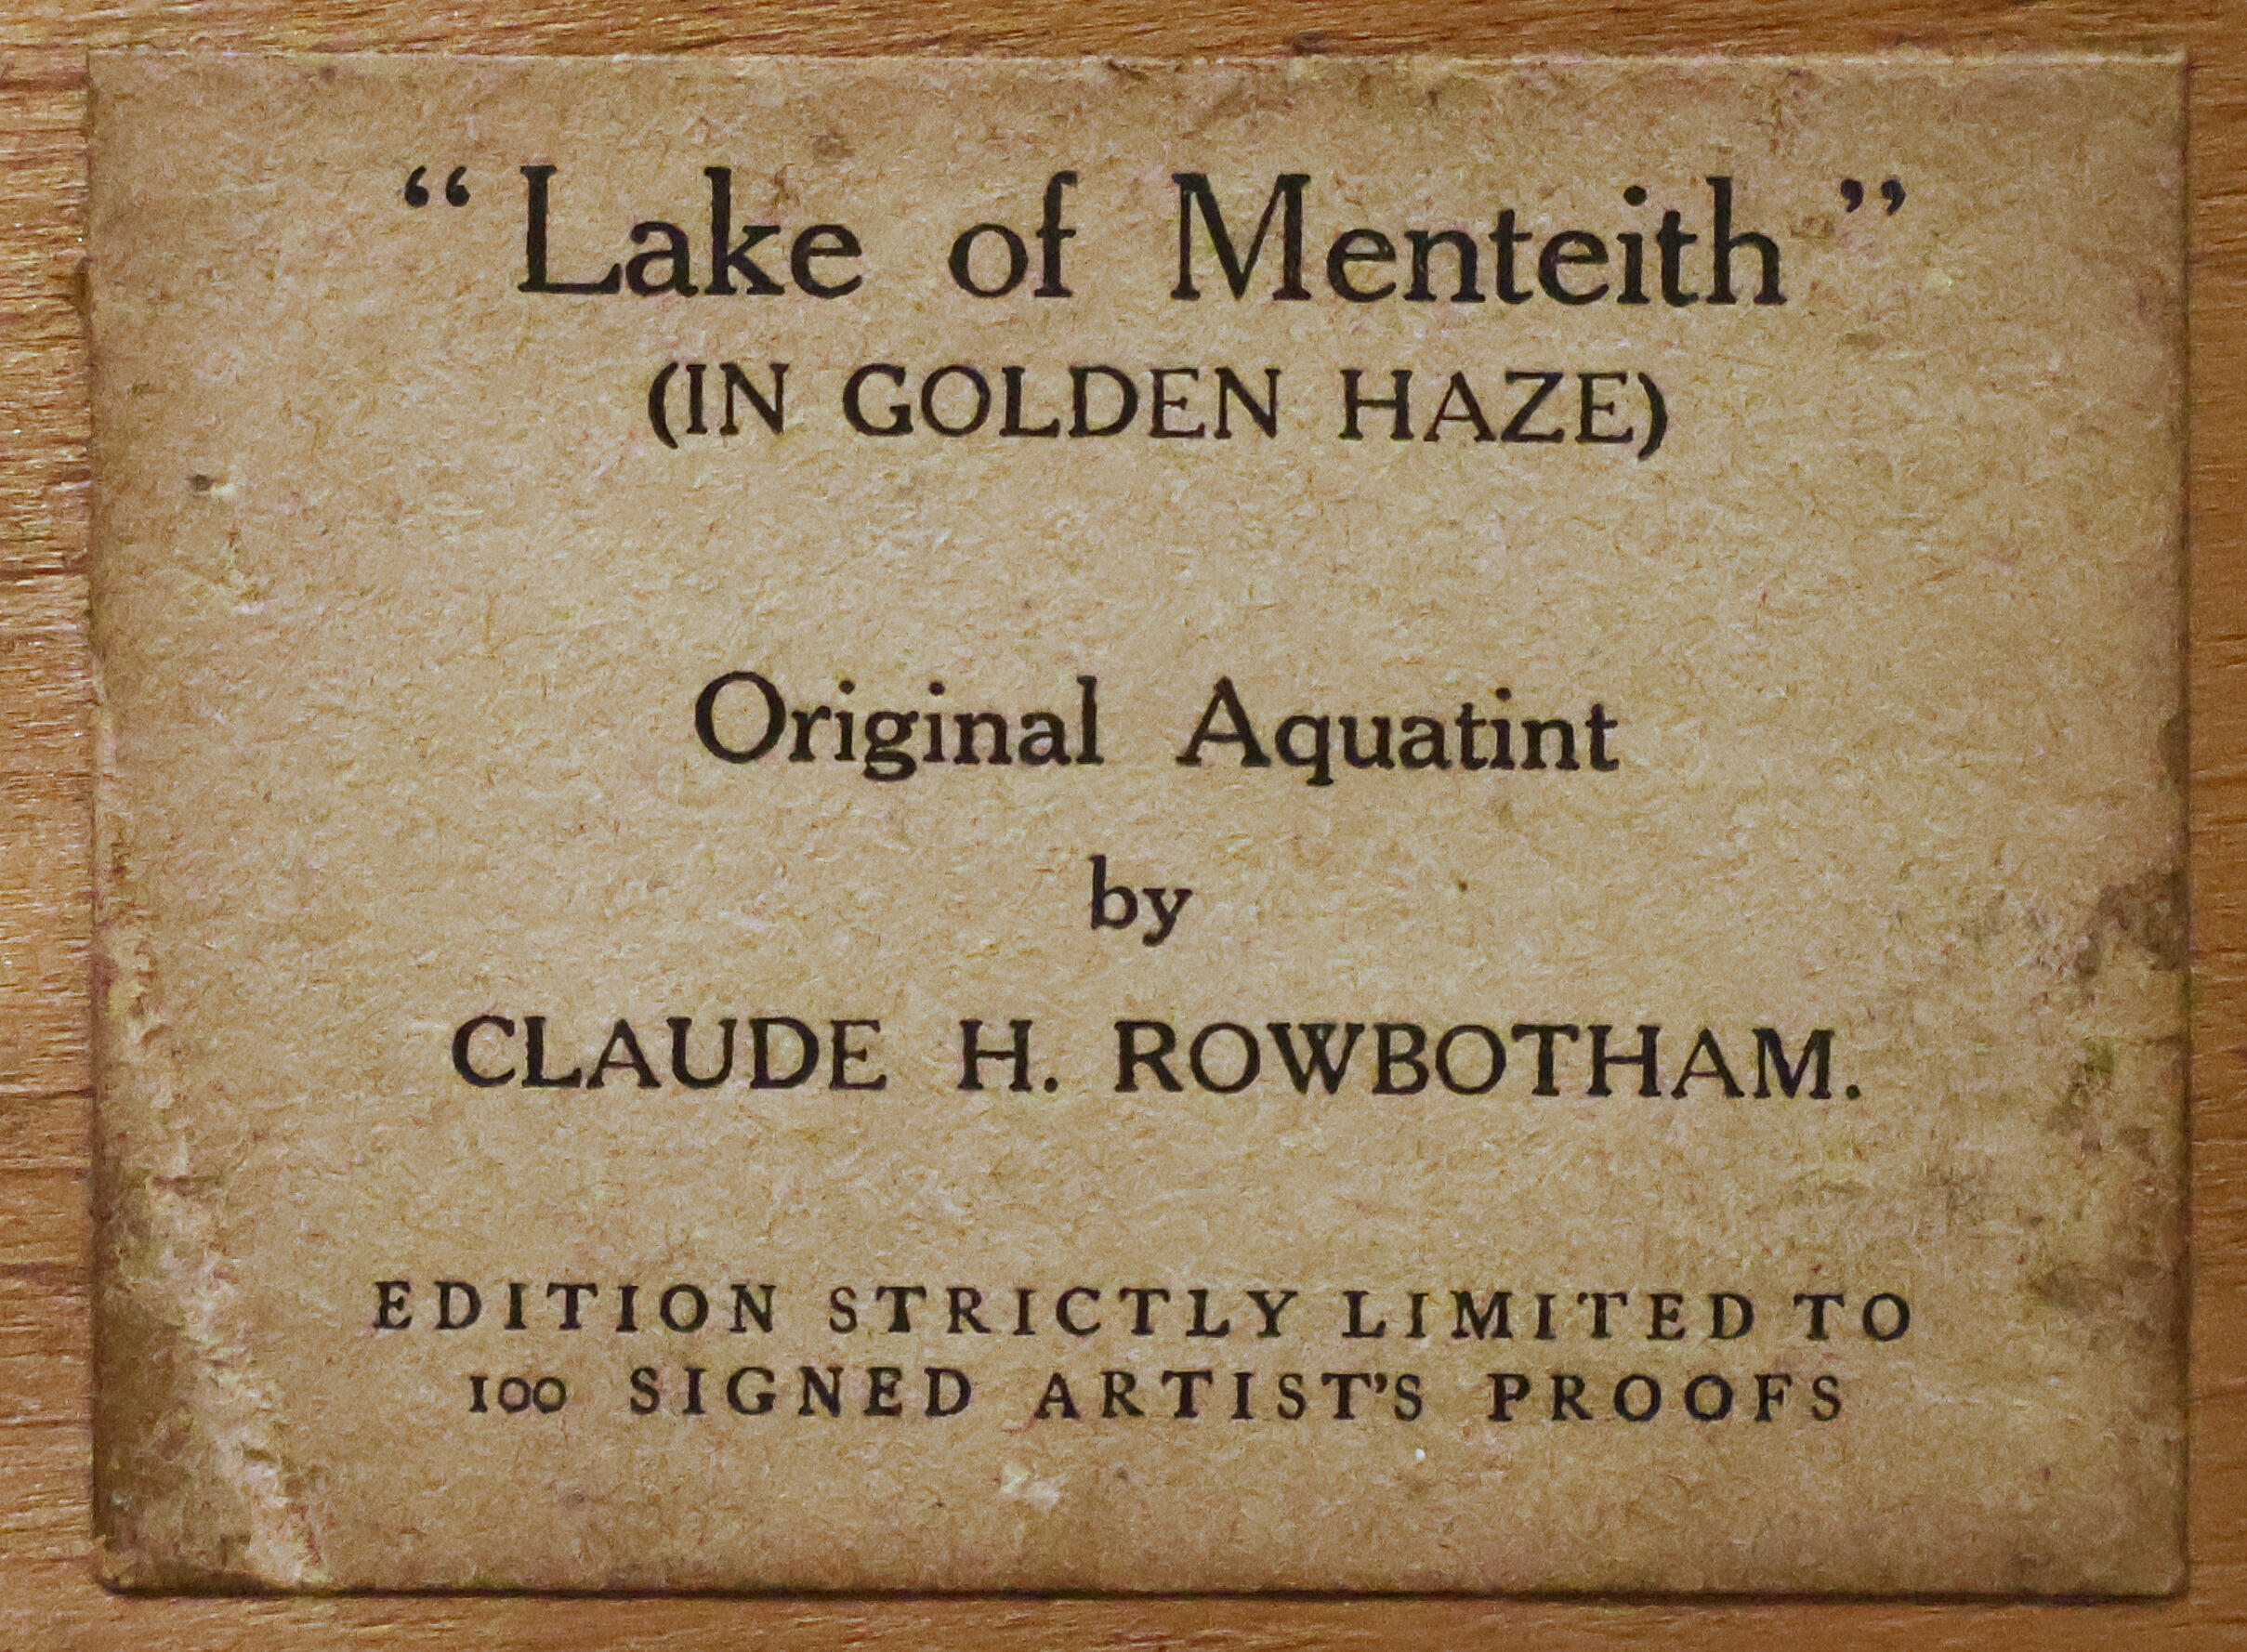 “Lake of Menteith”
(IN GOLDEN HAZE)
Original Aquatint
by
CLAUDE H. ROWBOTHAM.
EDITION STRICTLY LIMITED TO
100 SIGNED ARTIST’S PROOFS